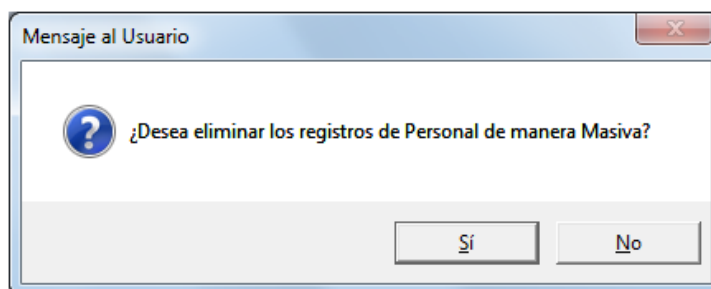 Mensaje al Usuario
¿Desea eliminar los registros de Personal de manera Masiva?
Sí
No